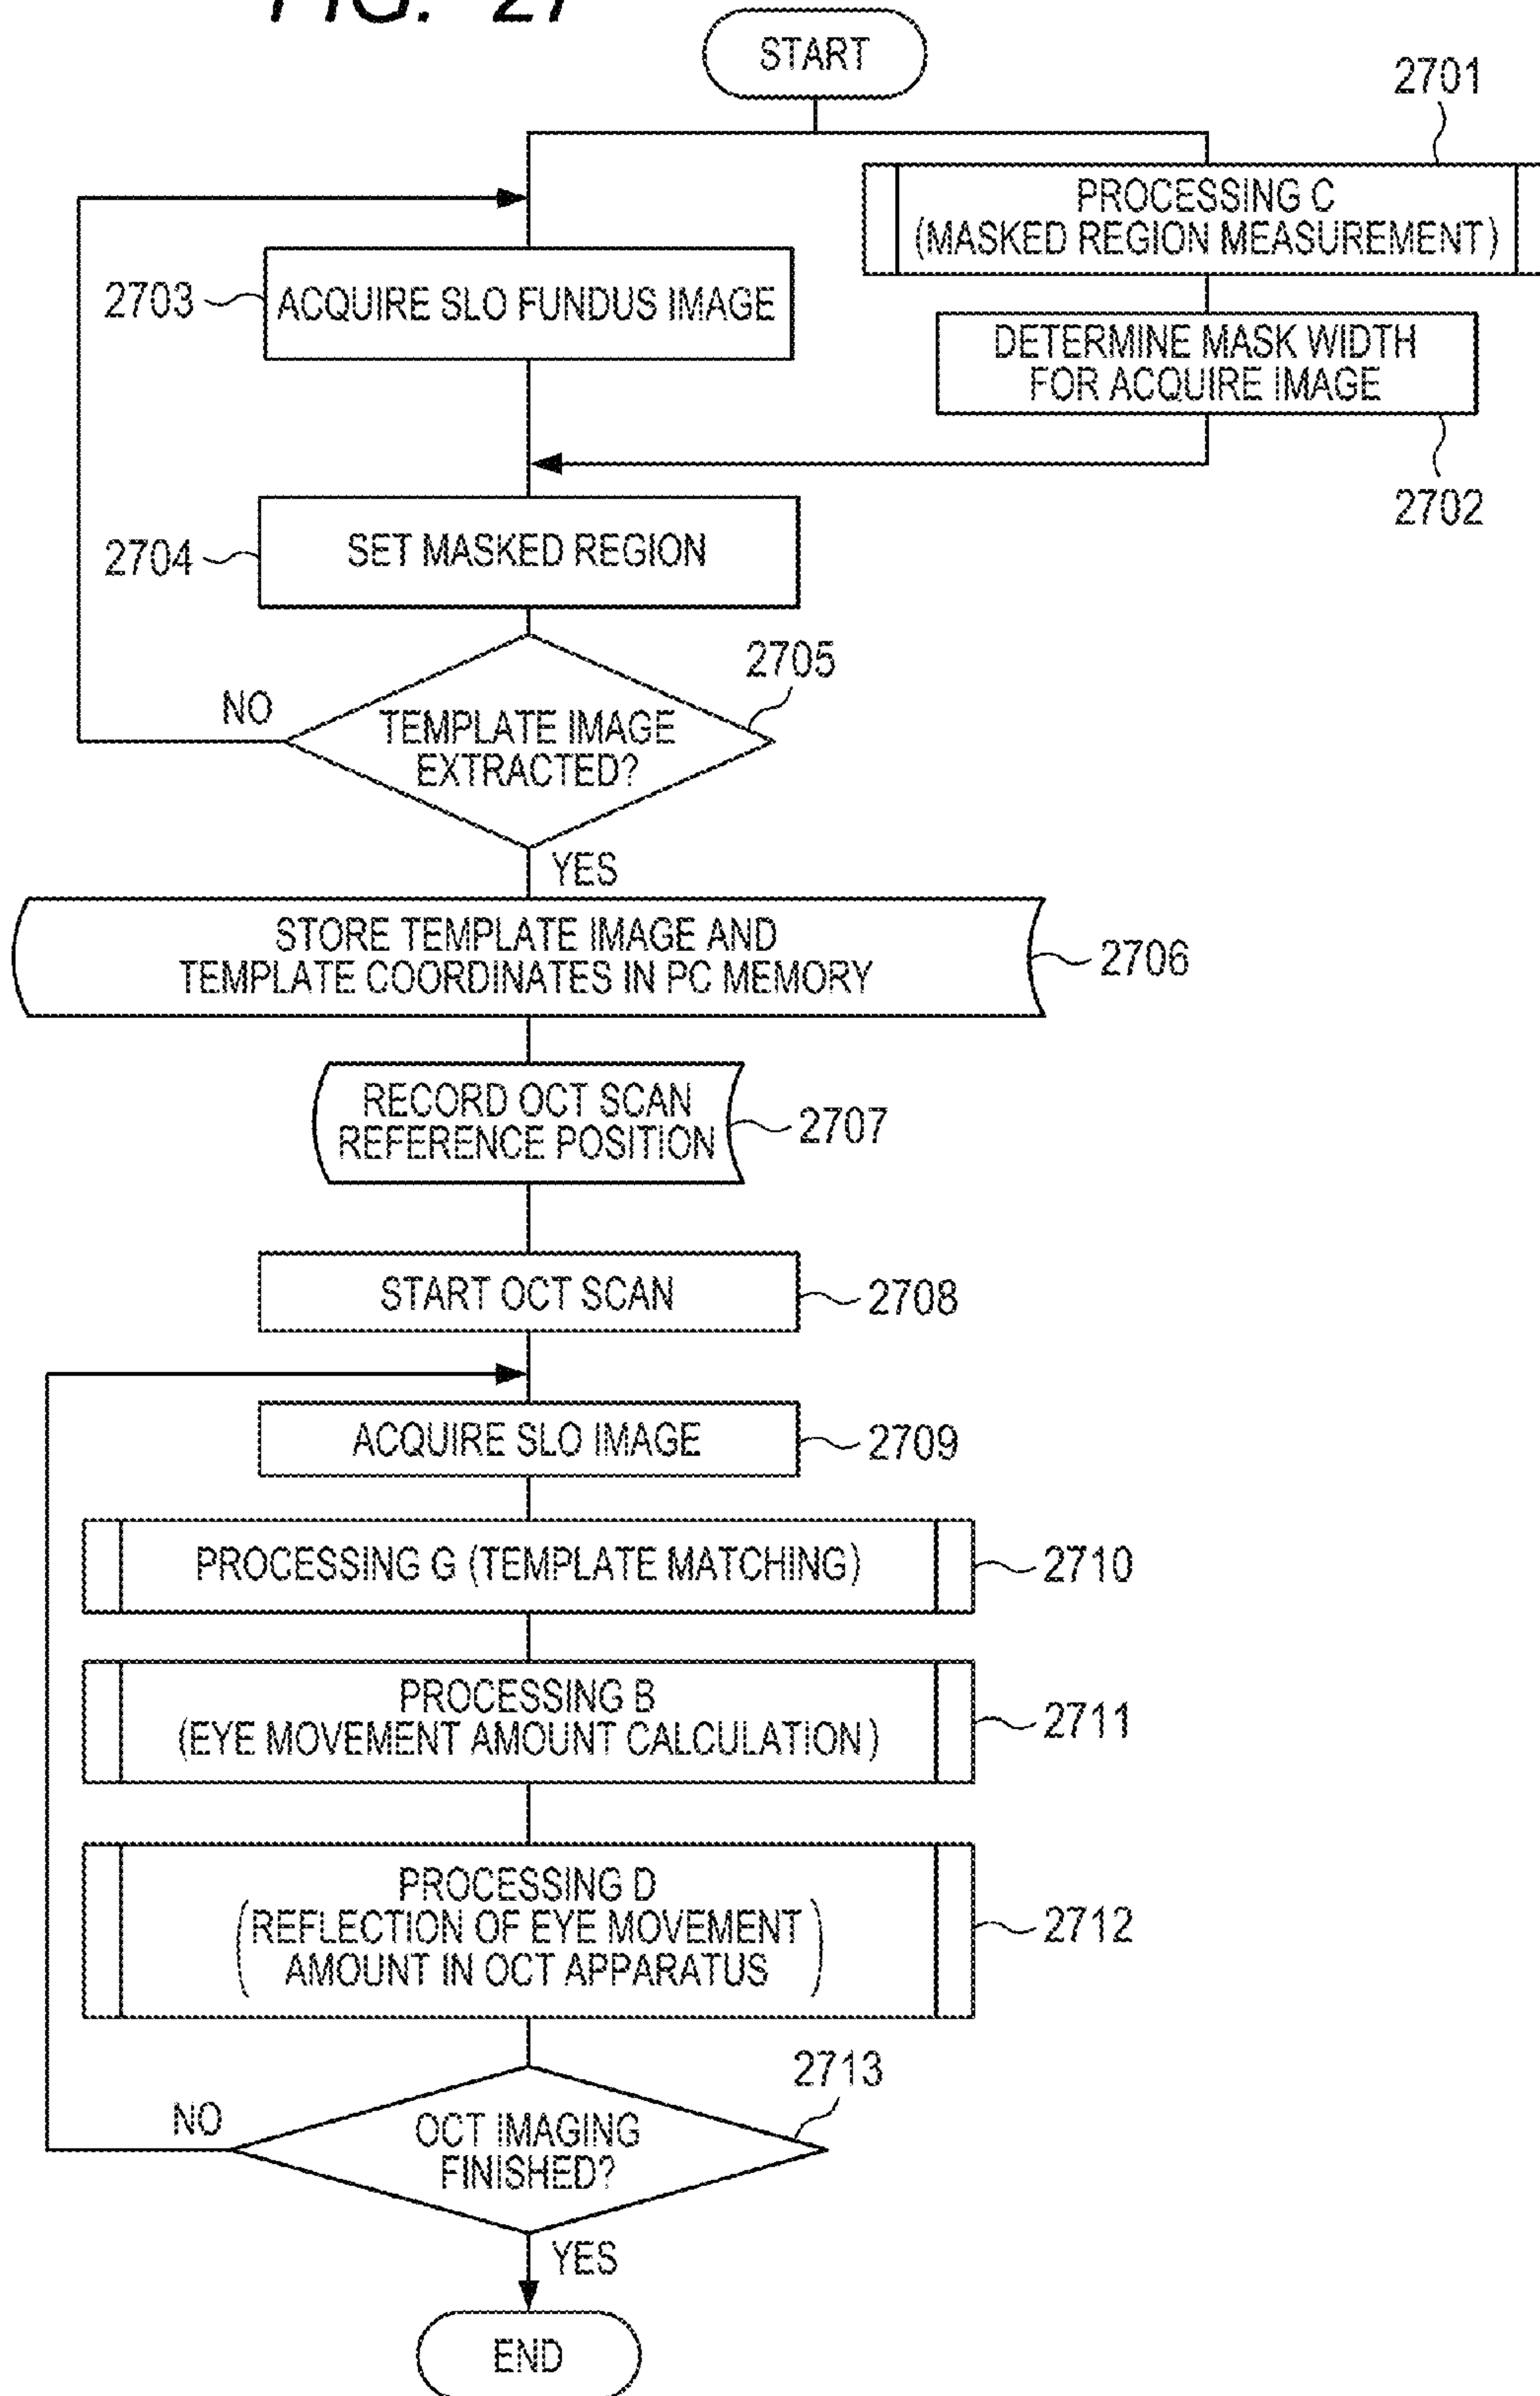 FIG. 27
START
2701
PROCESSING C
(MASKED REGION MEASUREMENT)
2703
ACQUIRE SLO FUNDUS IMAGE
DETERMINE MASK WIDTH
FOR ACQUIRE IMAGE
2702
2704
SET MASKED REGION
2705
NO
TEMPLATE IMAGE
EXTRACTED?
YES
STORE TEMPLATE IMAGE AND
TEMPLATE COORDINATES IN PC MEMORY
2706
RECORD OCT SCAN
REFERENCE POSITION
2707
START OCT SCAN
2708
ACQUIRE SLO IMAGE
2709
PROCESSING G (TEMPLATE MATCHING)
2710
PROCESSING B
(EYE MOVEMENT AMOUNT CALCULATION)
2711
PROCESSING D
(REFLECTION OF EYE MOVEMENT
AMOUNT IN OCT APPARATUS)
2712
2713
NO
OCT IMAGING
FINISHED?
YES
END